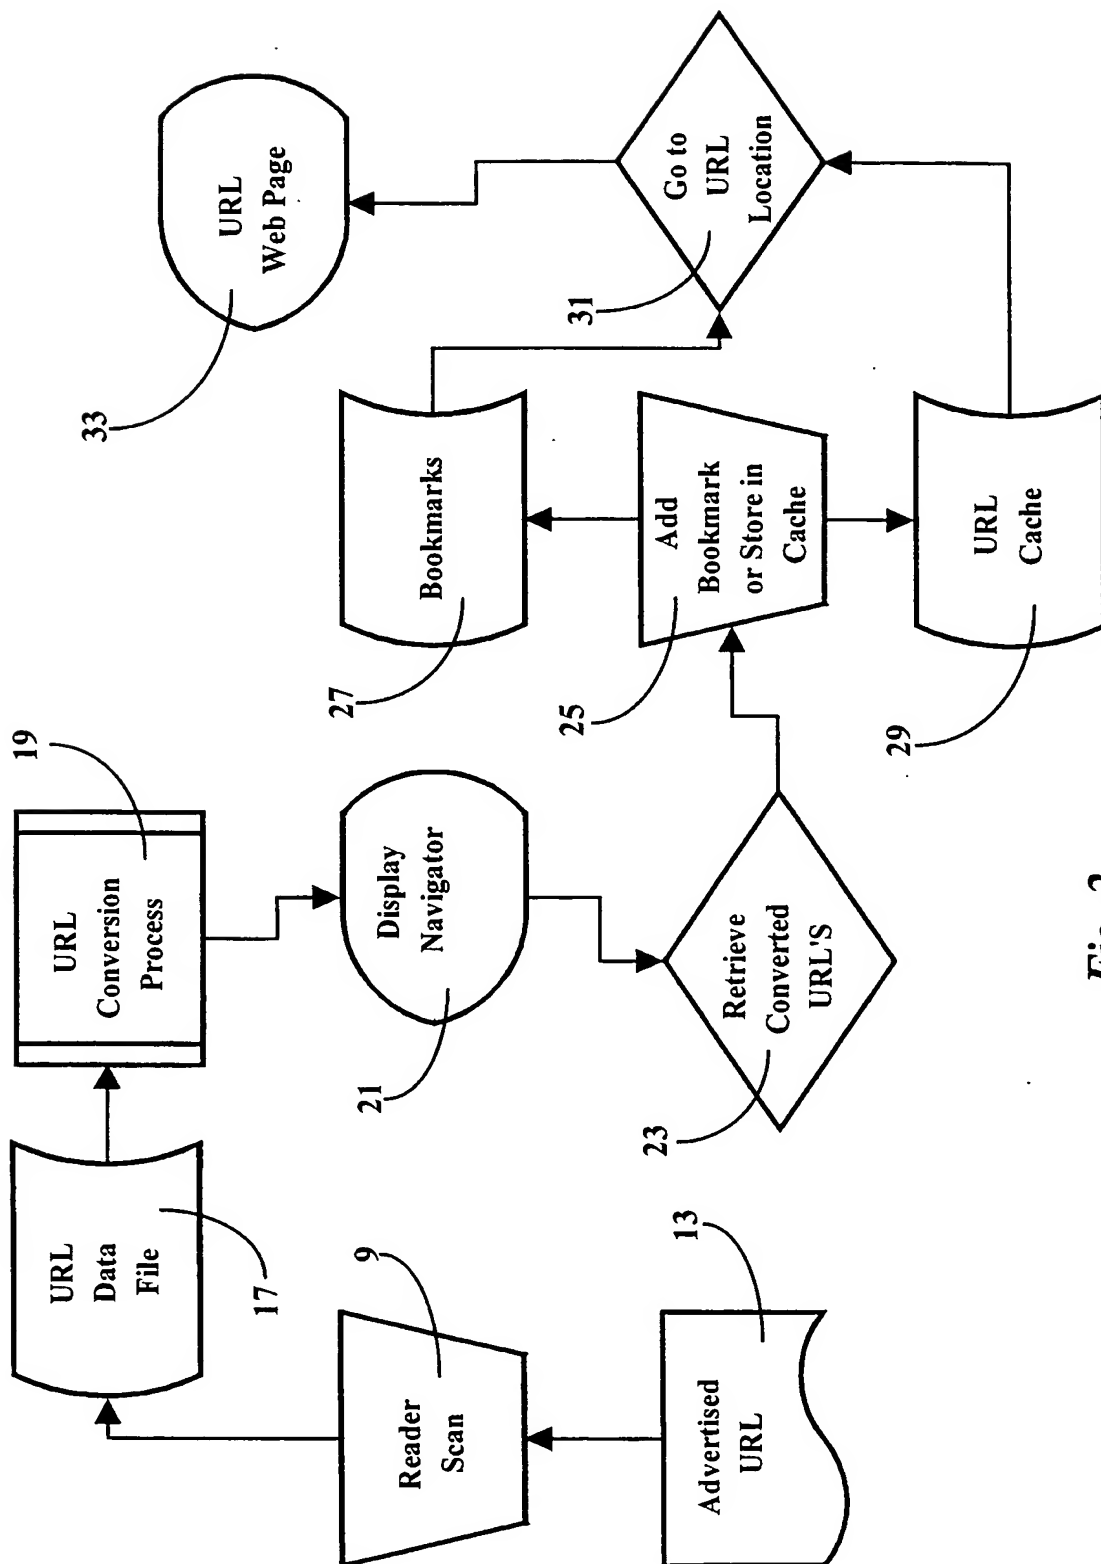 Advertised
URL
13
Reader
Scan
9
URL
Data
File
17
URL
Conversion
Process
19
Display
Navigator
21
Retrieve
Converted
URL'S
23
Add
Bookmark
or Store in
Cache
25
Bookmarks
27
URL
Cache
29
Go to
URL
Location
31
URL
Web Page
33